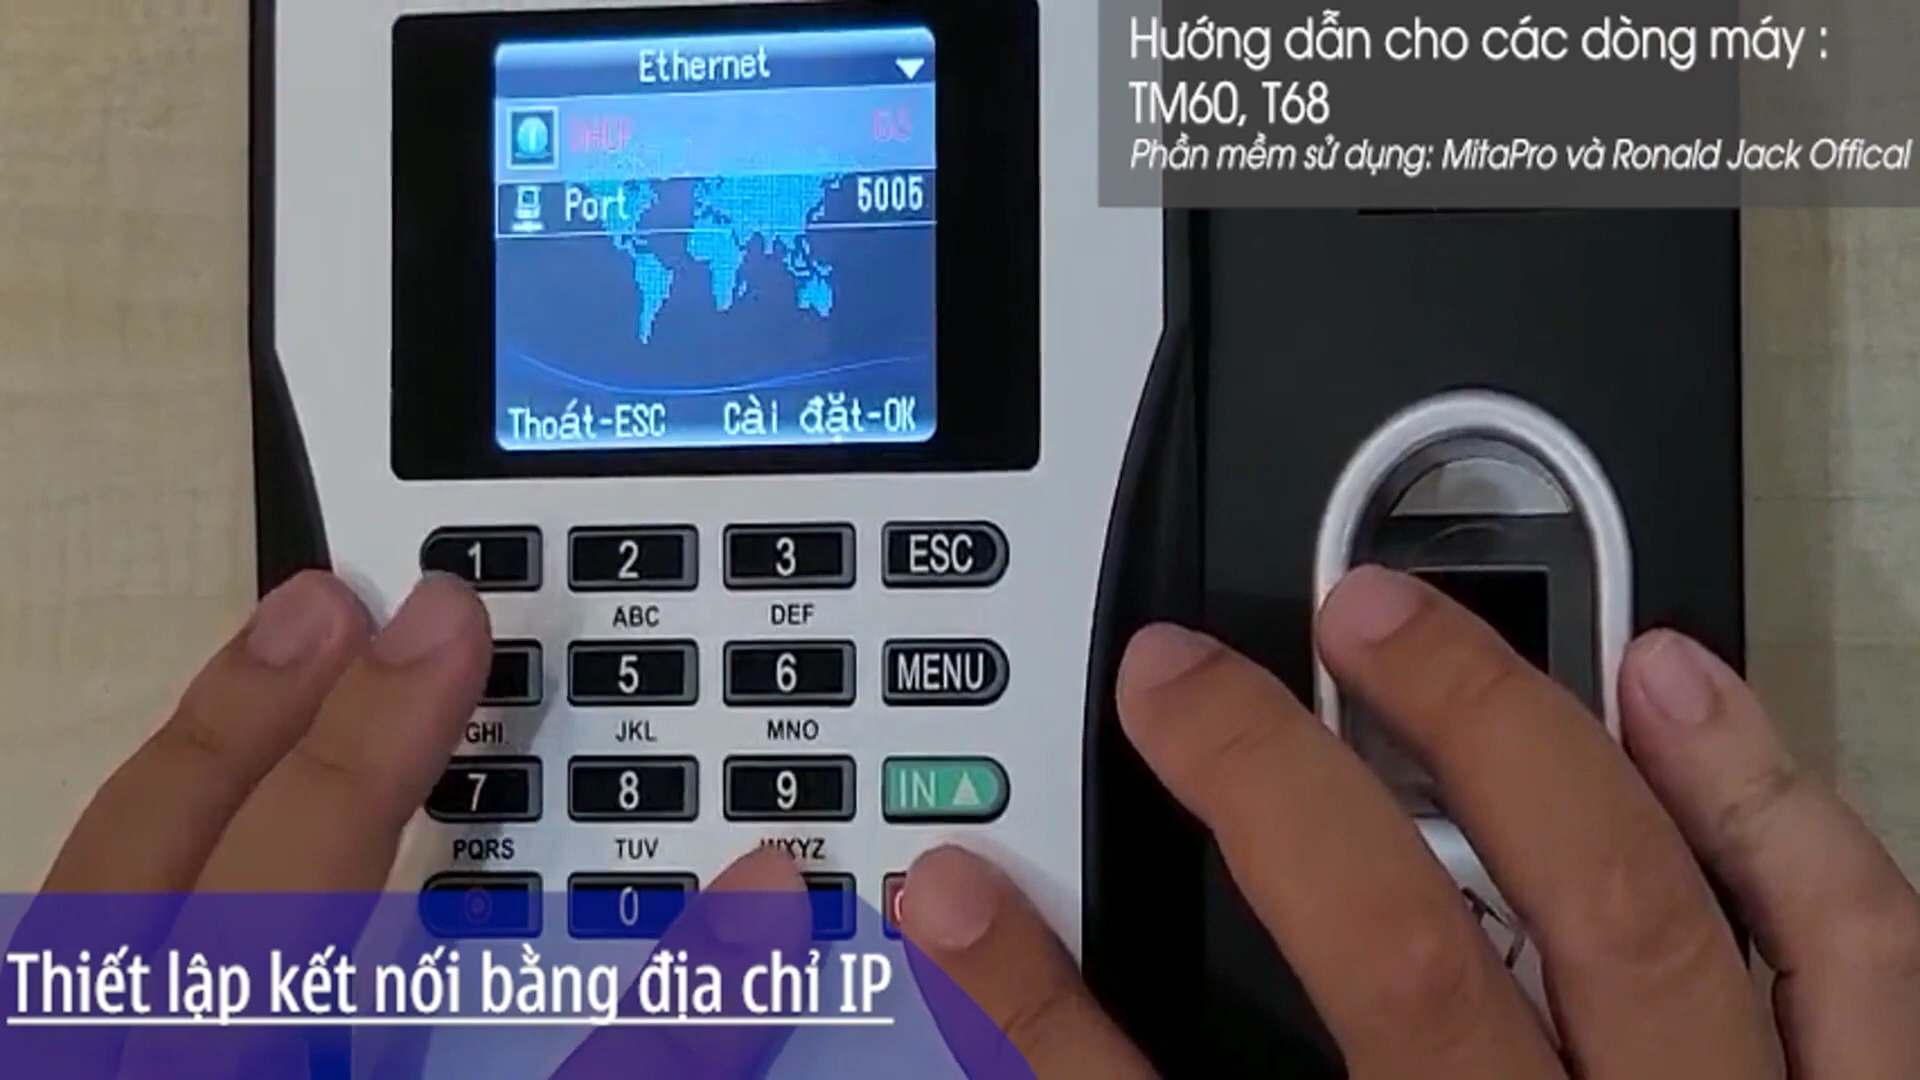 Ethernet
Port 5005
Thoát-ESC Cài đặt-OK
Hướng dẫn cho các dòng máy :
TM60, T68
Phần mềm sử dụng: MitaPro và Ronald Jack Offical
1 2 3 ESC
ABC DEF
5 6 MENU
GHI JKL MNO
7 8 9 IN
PQRS TUV WXYZ
0
Thiết lập kết nối bằng địa chỉ IP